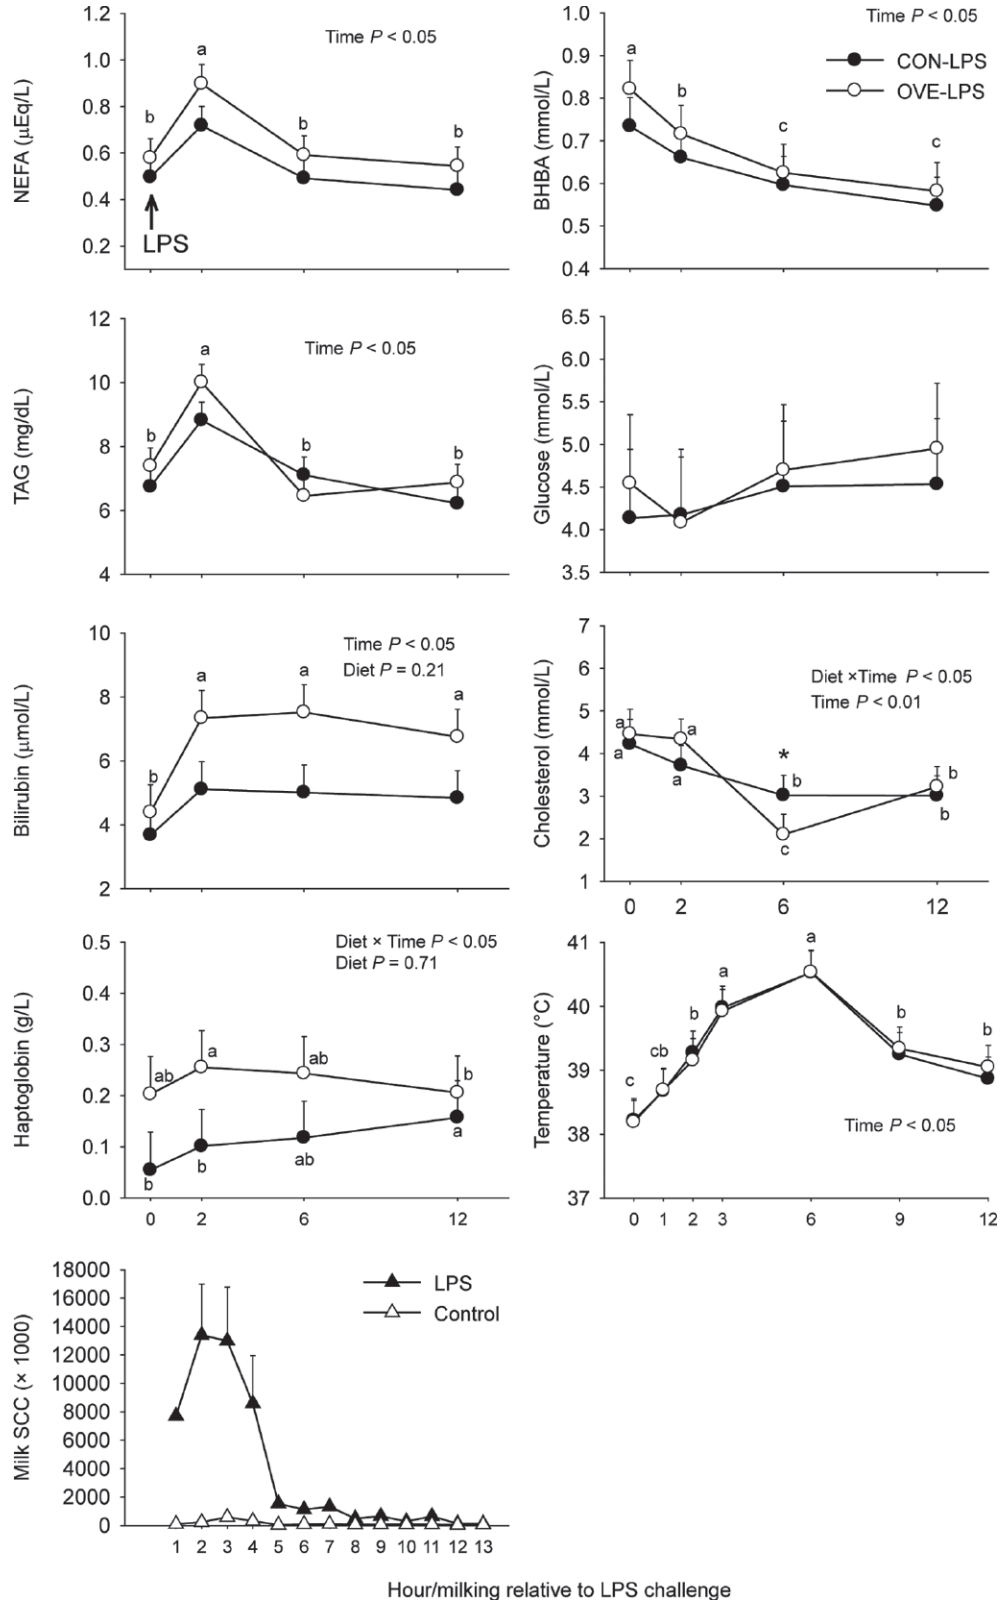 NEFA (µEq/L)
1.2
1.0
0.8
0.6
0.4
0.2
Time P < 0.05
b
a
b
b
LPS
BHBA (mmol/L)
1.0
0.9
0.8
0.7
0.6
0.5
0.4
Time P < 0.05
CON-LPS
OVE-LPS
a
b
c
c
TAG (mg/dL)
12
10
8
6
4
Time P < 0.05
b
a
b
b
Glucose (mmol/L)
6.5
6.0
5.5
5.0
4.5
4.0
3.5
Bilirubin (µmol/L)
10
8
6
4
2
Time P < 0.05
Diet P = 0.21
b
a
a
a
Cholesterol (mmol/L)
7
6
5
4
3
2
1
Diet ×Time P < 0.05
Time P < 0.01
a
a
a
a
*
b
c
b
b
0 2 6 12
Haptoglobin (g/L)
0.5
0.4
0.3
0.2
0.1
0.0
Diet × Time P < 0.05
Diet P = 0.71
ab
a
ab
b
b
b
ab
a
0 2 6 12
Temperature (°C)
41
40
39
38
37
c
cb
b
a
a
b
b
Time P < 0.05
0 1 2 3 6 9 12
Milk SCC (× 1000)
18000
16000
14000
12000
10000
8000
6000
4000
2000
0
LPS
Control
1 2 3 4 5 6 7 8 9 10 11 12 13
Hour/milking relative to LPS challenge